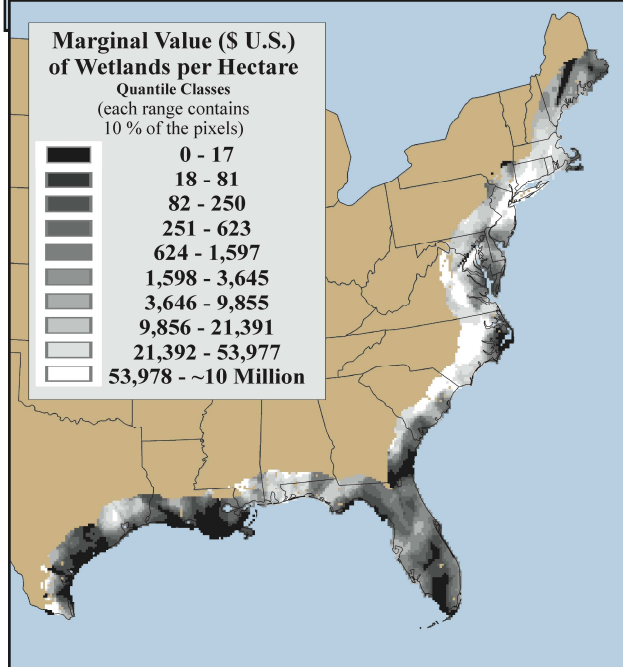 Marginal Value ($ U.S.)
of Wetlands per Hectare
Quantile Classes
(each range contains
10 % of the pixels)
0 - 17
18 - 81
82 - 250
251 - 623
624 - 1,597
1,598 - 3,645
3,646 - 9,855
9,856 - 21,391
21,392 - 53,977
53,978 - ~10 Million